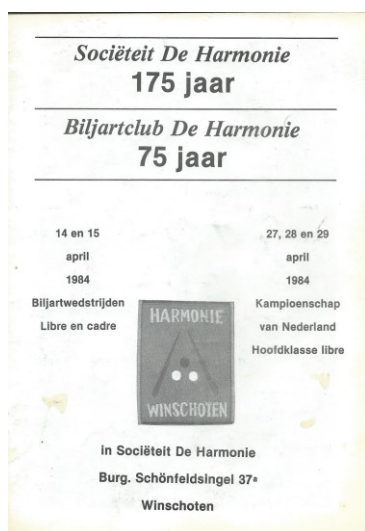 Sociëteit De Harmonie
175 jaar
Biljartclub De Harmonie
75 jaar
14 en 15
april
1984
Biljartwedstrijden
Libre en cadre
27, 28 en 29
april
1984
Kampioenschap
van Nederland
Hoofdklasse libre
HARMONIE
WINSCHOTEN
in Sociëteit De Harmonie
Burg. Schönfeldsingel 37a
Winschoten